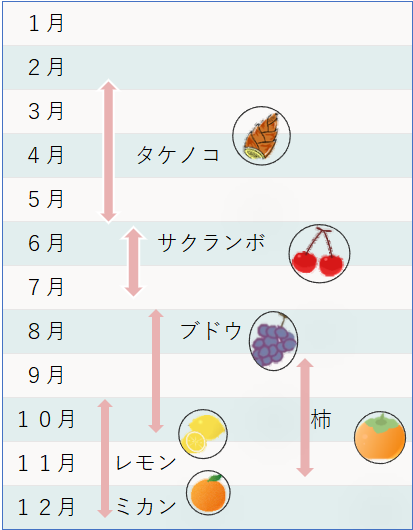 1月
2月
3月
4月 タケノコ
5月
6月 サクランボ
7月
8月 ブドウ
9月
10月 柿
11月 レモン
12月 ミカン